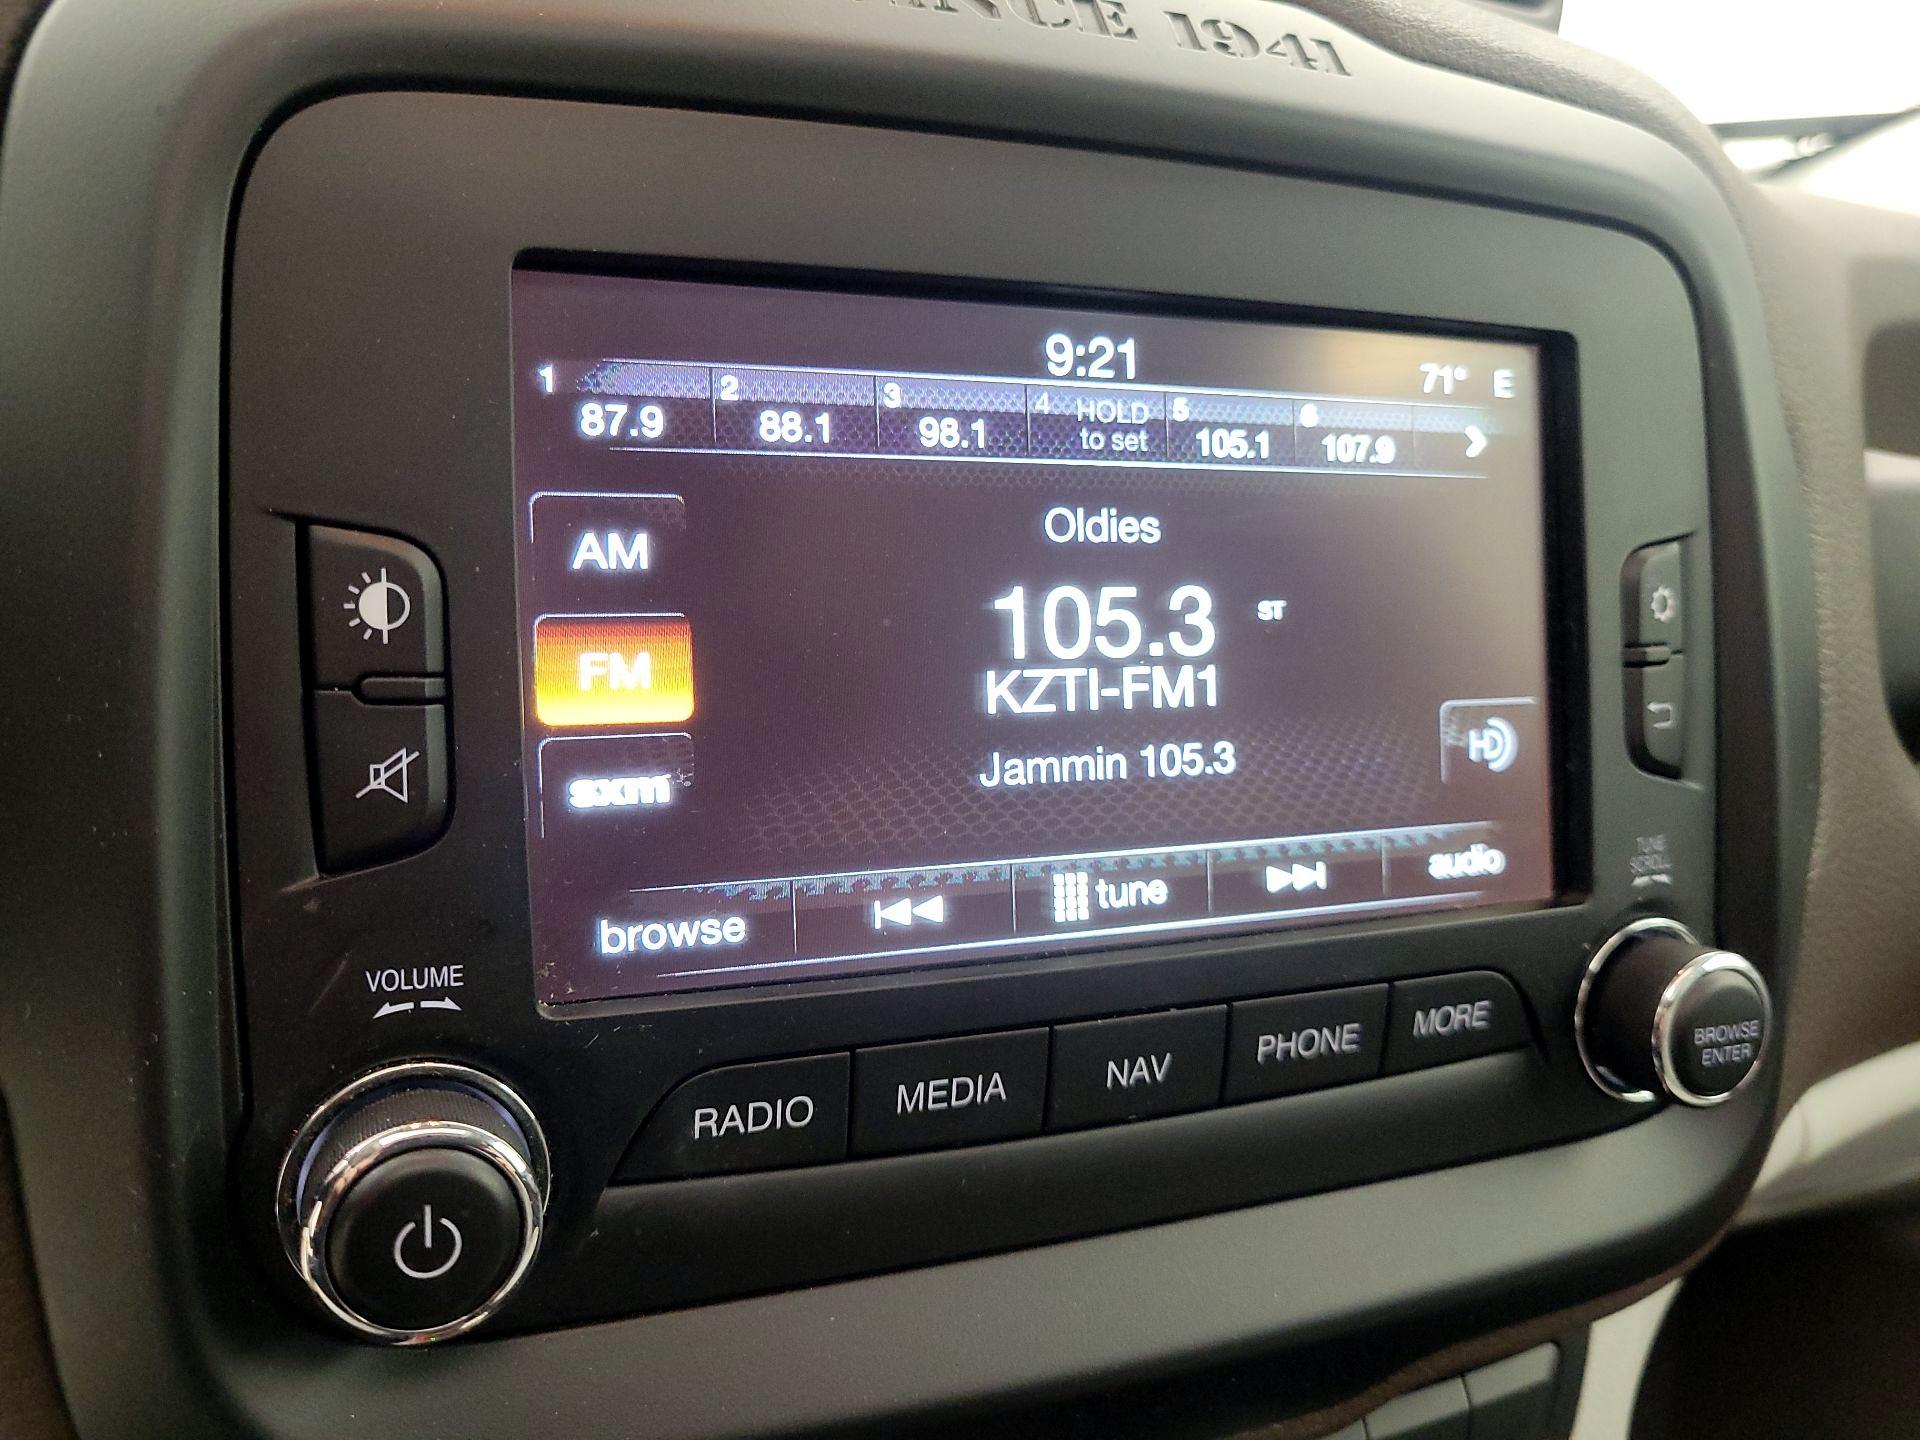 SINCE 1941
9:21
71° E
1 2 3 4 HOLD 5 6
87.9 88.1 98.1 to set 105.1 107.9
AM
Oldies
105.3 ST
FM
KZTI-FM1
HD
Jammin 105.3
sxm
TUNE
SCROLL
browse tune audio
VOLUME
RADIO MEDIA NAV PHONE MORE
BROWSE
ENTER